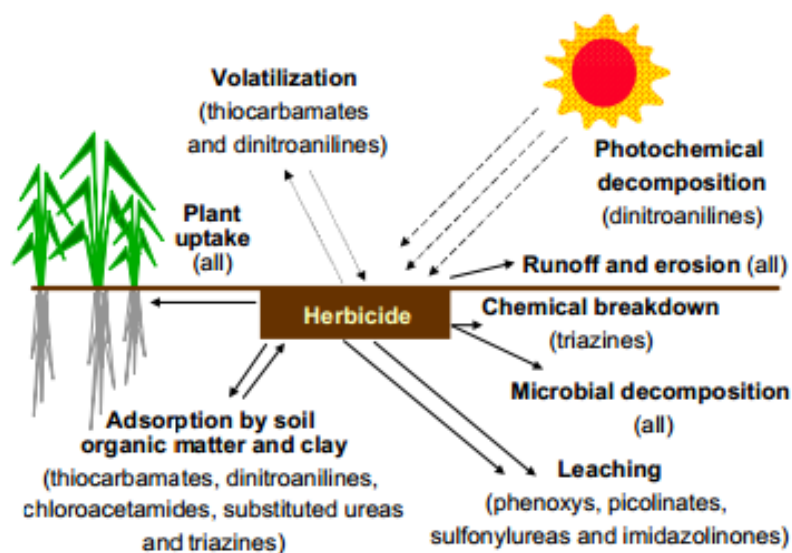 Volatilization
(thiocarbamates
and dinitroanilines)
Photochemical
decomposition
(dinitroanilines)
Plant
uptake
(all)
Runoff and erosion (all)
Herbicide
Chemical breakdown
(triazines)
Microbial decomposition
(all)
Adsorption by soil
organic matter and clay
(thiocarbamates, dinitroanilines,
chloroacetamides, substituted ureas
and triazines)
Leaching
(phenoxys, picolinates,
sulfonylureas and imidazolinones)